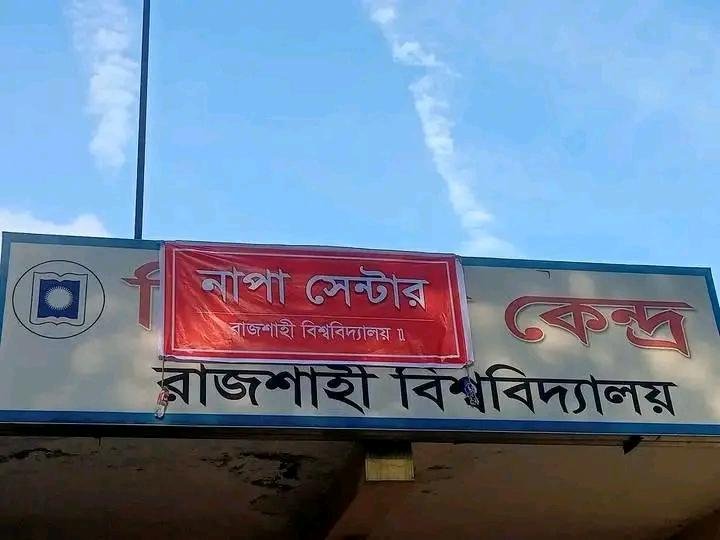 নাপা সেন্টার
রাজশাহী বিশ্ববিদ্যালয় ॥
কেন্দ্র
রাজশাহী বিশ্ববিদ্যালয়